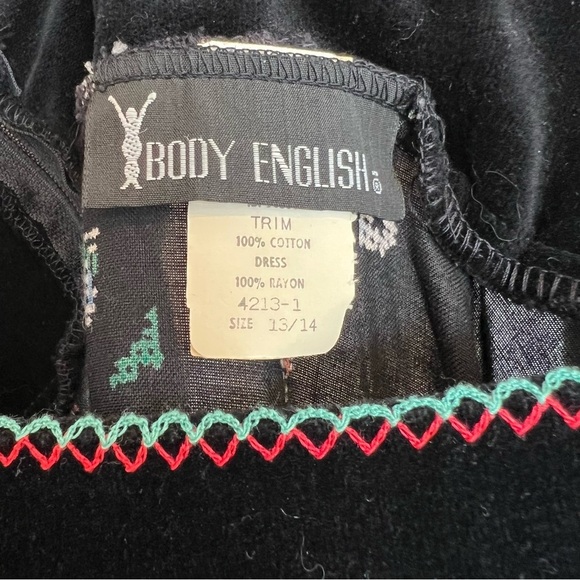 BODY ENGLISH®
TRIM
100% COTTON
DRESS
100% RAYON
4213-1
SIZE 13/14